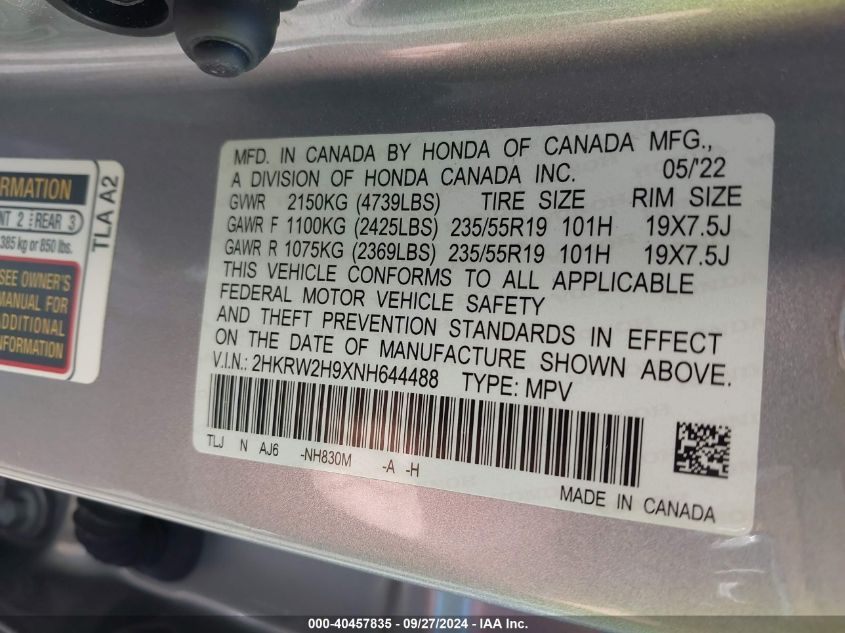 RMATION
NT 2 REAR 3
385 kg or 850 lbs.
SEE OWNER'S
MANUAL FOR
ADDITIONAL
INFORMATION
TLA A2
MFD. IN CANADA BY HONDA OF CANADA MFG.,
A DIVISION OF HONDA CANADA INC. 05/'22
GVWR 2150KG (4739LBS) TIRE SIZE RIM SIZE
GAWR F 1100KG (2425LBS) 235/55R19 101H 19X7.5J
GAWR R 1075KG (2369LBS) 235/55R19 101H 19X7.5J
THIS VEHICLE CONFORMS TO ALL APPLICABLE
FEDERAL MOTOR VEHICLE SAFETY
AND THEFT PREVENTION STANDARDS IN EFFECT
ON THE DATE OF MANUFACTURE SHOWN ABOVE.
V.I.N.: 2HKRW2H9XNH644488 TYPE: MPV
TLJ N AJ6 -NH830M -A -H
MADE IN CANADA
000-40457835 - 09/27/2024 - IAA Inc.